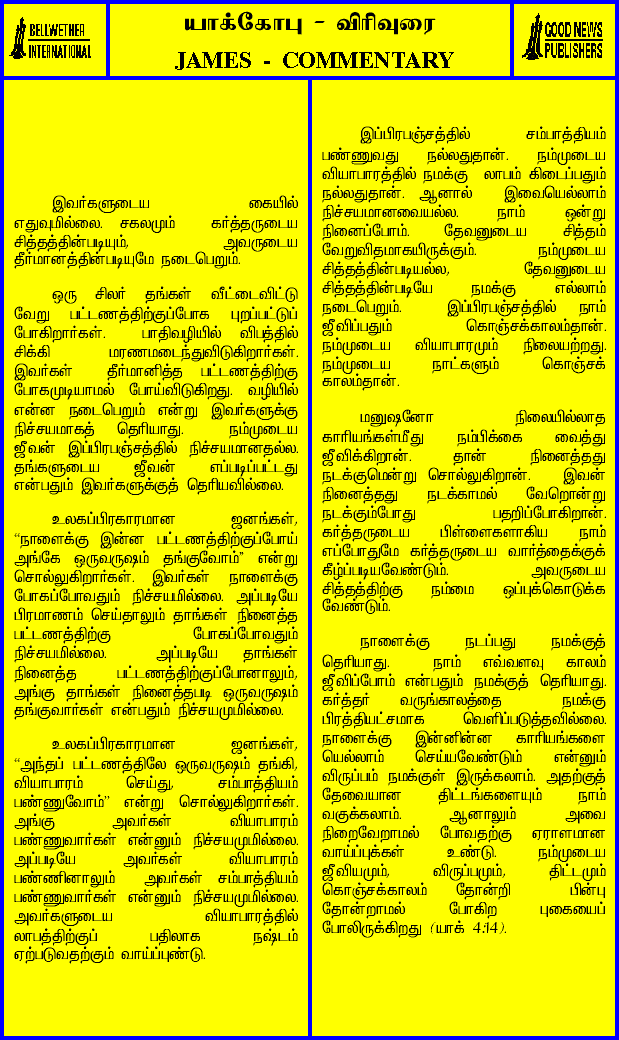 BELLWETHER
INTERNATIONAL
யாக்கோபு - விரிவுரை
JAMES - COMMENTARY
GOOD NEWS
PUBLISHERS
இவர்களுடைய கையில்
எதுவுமில்லை. சகலமும் கர்த்தருடைய
சித்தத்தின்படியும், அவருடைய
தீர்மானத்தின்படியுமே நடைபெறும்.
ஒரு சிலர் தங்கள் வீட்டைவிட்டு
வேறு பட்டணத்திற்குப்போக புறப்பட்டுப்
போகிறார்கள். பாதிவழியில் விபத்தில்
சிக்கி மரணமடைந்துவிடுகிறார்கள்.
இவர்கள் தீர்மானித்த பட்டணத்திற்கு
போகமுடியாமல் போய்விடுகிறது. வழியில்
என்ன நடைபெறும் என்று இவர்களுக்கு
நிச்சயமாகத் தெரியாது. நம்முடைய
ஜீவன் இப்பிரபஞ்சத்தில் நிச்சயமானதல்ல.
தங்களுடைய ஜீவன் எப்படிப்பட்டது
என்பதும் இவர்களுக்குத் தெரியவில்லை.
உலகப்பிரகாரமான ஜனங்கள்,
“நாளைக்கு இன்ன பட்டணத்திற்குப்போய்
அங்கே ஒருவருஷம் தங்குவோம்” என்று
சொல்லுகிறார்கள். இவர்கள் நாளைக்கு
போகப்போவதும் நிச்சயமில்லை. அப்படியே
பிரமாணம் செய்தாலும் தாங்கள் நினைத்த
பட்டணத்திற்கு போகப்போவதும்
நிச்சயமில்லை. அப்படியே தாங்கள்
நினைத்த பட்டணத்திற்குப்போனாலும்,
அங்கு தாங்கள் நினைத்தபடி ஒருவருஷம்
தங்குவார்கள் என்பதும் நிச்சயமுமில்லை.
உலகப்பிரகாரமான ஜனங்கள்,
“அந்தப் பட்டணத்திலே ஒருவருஷம் தங்கி,
வியாபாரம் செய்து, சம்பாத்தியம்
பண்ணுவோம்” என்று சொல்லுகிறார்கள்.
அங்கு அவர்கள் வியாபாரம்
பண்ணுவார்கள் என்னும் நிச்சயமுமில்லை.
அப்படியே அவர்கள் வியாபாரம்
பண்ணினாலும் அவர்கள் சம்பாத்தியம்
பண்ணுவார்கள் என்னும் நிச்சயமுமில்லை.
அவர்களுடைய வியாபாரத்தில்
லாபத்திற்குப் பதிலாக நஷ்டம்
ஏற்படுவதற்கும் வாய்ப்புண்டு.
இப்பிரபஞ்சத்தில் சம்பாத்தியம்
பண்ணுவது நல்லதுதான். நம்முடைய
வியாபாரத்தில் நமக்கு லாபம் கிடைப்பதும்
நல்லதுதான். ஆனால் இவையெல்லாம்
நிச்சயமானவையல்ல. நாம் ஒன்று
நினைப்போம். தேவனுடைய சித்தம்
வேறுவிதமாகயிருக்கும். நம்முடைய
சித்தத்தின்படியல்ல, தேவனுடைய
சித்தத்தின்படியே நமக்கு எல்லாம்
நடைபெறும். இப்பிரபஞ்சத்தில் நாம்
ஜீவிப்பதும் கொஞ்சக்காலம்தான்.
நம்முடைய வியாபாரமும் நிலையற்றது.
நம்முடைய நாட்களும் கொஞ்சக்
காலம்தான்.
மனுஷனோ நிலையில்லாத
காரியங்கள்மீது நம்பிக்கை வைத்து
ஜீவிக்கிறான். தான் நினைத்தது
நடக்குமென்று சொல்லுகிறான். இவன்
நினைத்தது நடக்காமல் வேறொன்று
நடக்கும்போது பதறிப்போகிறான்.
கர்த்தருடைய பிள்ளைகளாகிய நாம்
எப்போதுமே கர்த்தருடைய வார்த்தைக்குக்
கீழ்ப்படியவேண்டும். அவருடைய
சித்தத்திற்கு நம்மை ஒப்புக்கொடுக்க
வேண்டும்.
நாளைக்கு நடப்பது நமக்குத்
தெரியாது. நாம் எவ்வளவு காலம்
ஜீவிப்போம் என்பதும் நமக்குத் தெரியாது.
கர்த்தர் வருங்காலத்தை நமக்கு
பிரத்தியட்சமாக வெளிப்படுத்தவில்லை.
நாளைக்கு இன்னின்ன காரியங்களை
யெல்லாம் செய்யவேண்டும் என்னும்
விருப்பம் நமக்குள் இருக்கலாம். அதற்குத்
தேவையான திட்டங்களையும் நாம்
வகுக்கலாம். ஆனாலும் அவை
நிறைவேறாமல் போவதற்கு ஏராளமான
வாய்ப்புக்கள் உண்டு. நம்முடைய
ஜீவியமும், விருப்பமும், திட்டமும்
கொஞ்சக்காலம் தோன்றி பின்பு
தோன்றாமல் போகிற புகையைப்
போலிருக்கிறது (யாக் 4:14).